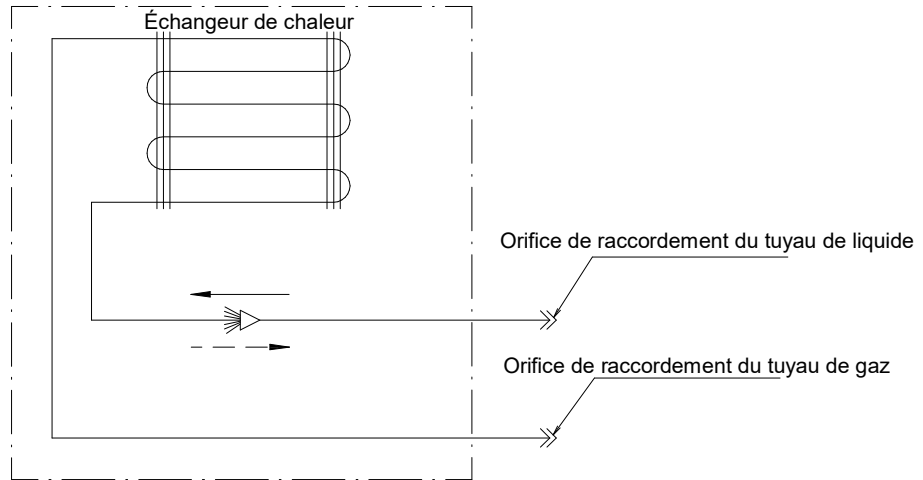 Échangeur de chaleur
Orifice de raccordement du tuyau de liquide
Orifice de raccordement du tuyau de gaz